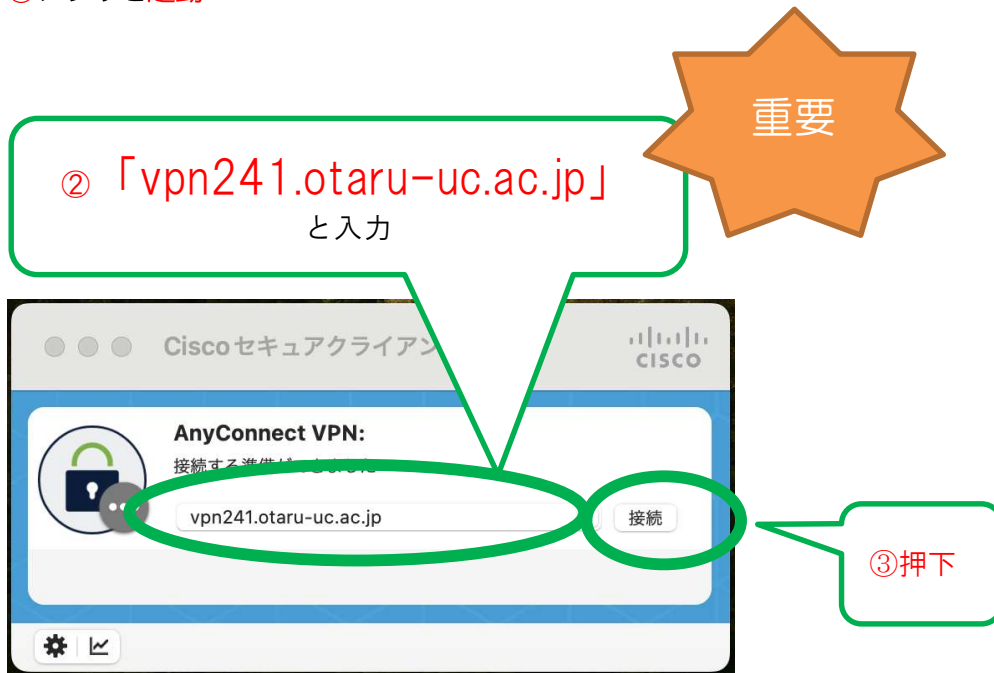 重要
②「vpn241.otaru-uc.ac.jp」
と入力
Ciscoセキュアクライアン
CISCO
AnyConnect VPN:
vpn241.otaru-uc.ac.jp
接続
③押下